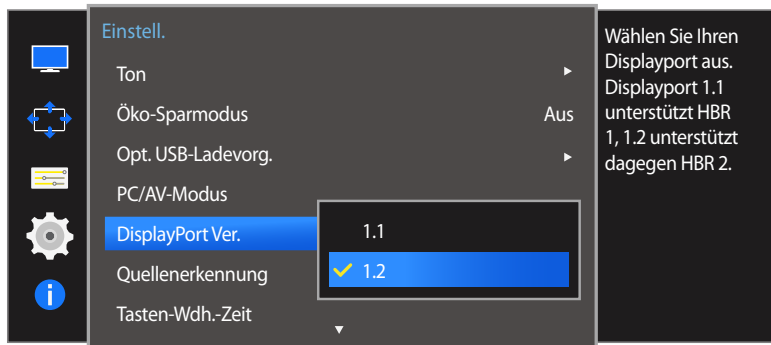 Einstell.
Ton
Öko-Sparmodus Aus
Opt. USB-Ladevorg.
PC/AV-Modus
DisplayPort Ver.
1.1
1.2
Quellenerkennung
Tasten-Wdh.-Zeit
Wählen Sie Ihren
Displayport aus.
Displayport 1.1
unterstützt HBR
1, 1.2 unterstützt
dagegen HBR 2.